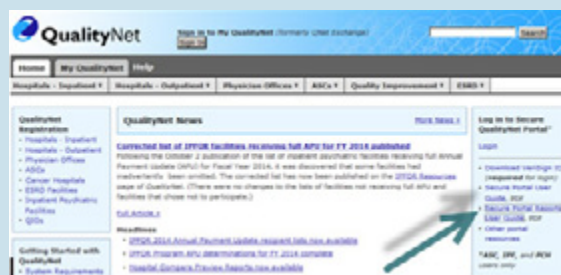 QualityNet
Sign in to My QualityNet (formerly QNet Exchange)
Sign In
Search
Home
My QualityNet
Help
Hospitals - Inpatient
Hospitals - Outpatient
Physician Offices
ASCs
Quality Improvement
ESRD
QualityNet Registration
Hospitals - Inpatient
Hospitals - Outpatient
Physician Offices
ASCs
Cancer Hospitals
ESRD Facilities
Inpatient Psychiatric
Facilities
QIOs
Getting Started with
QualityNet
System Requirements
QualityNet News
More News »
Corrected list of IPFQR facilities receiving full APU for FY 2014 published
Following the October 2 publication of the list of inpatient psychiatric facilities receiving full Annual
Payment Update (APU) for Fiscal Year 2014, it was discovered that some facilities had
inadvertently been omitted. The corrected list has now been published on the IPFQR Resources
page of QualityNet. (There were no changes to the lists of facilities not receiving full APU and
facilities that chose not to participate.)
Full Article »
Headlines
IPFQR 2014 Annual Payment Update recipient lists now available
IPFQR Program APU determinations for FY 2014 complete
Hospital Compare Preview Reports now available
Log in to Secure
QualityNet Portal*
Login
Download
(required for login)
Secure Portal User
Guide, PDF
Secure Portal Reports
User Guide, PDF
Other portal
resources
*ASC, IPF, and PCH
users only